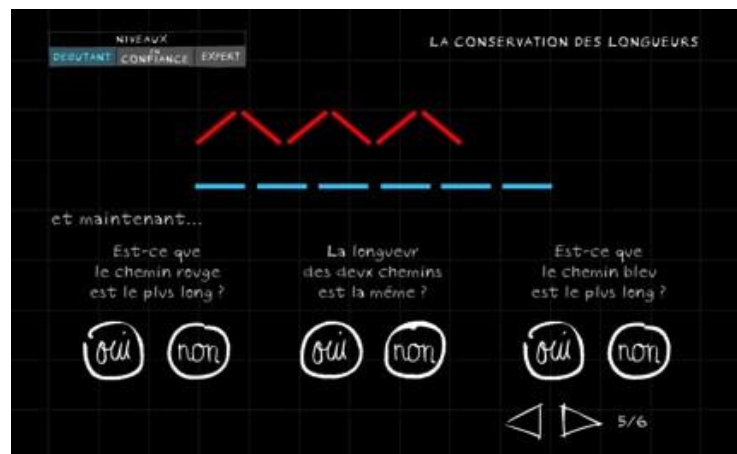 NIVEAUX
DEBUTANT EN CONFIANCE EXPERT
LA CONSERVATION DES LONGUEURS
et maintenant...
Est-ce que
le chemin rouge
est le plus long ?
oui non
La longueur
des deux chemins
est la même ?
oui non
Est-ce que
le chemin bleu
est le plus long ?
oui non
5/6